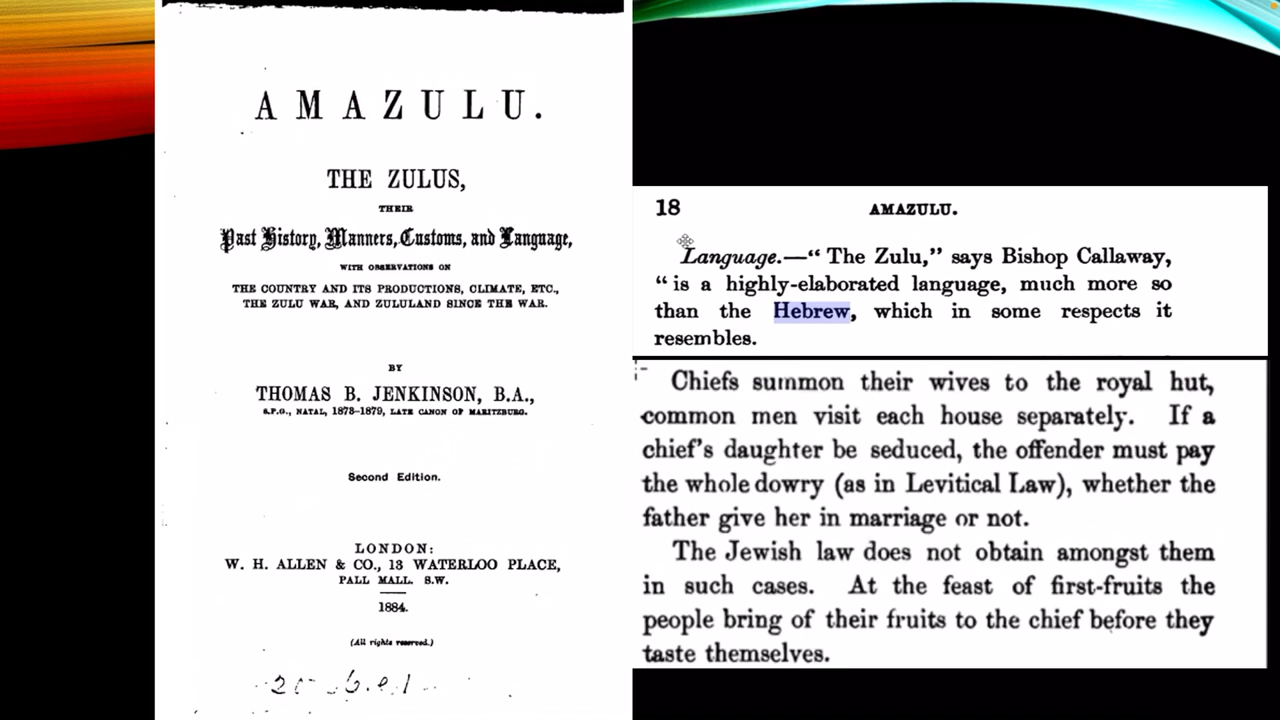 AMAZULU.
THE ZULUS,
THEIR
Past History, Manners, Customs, and Language,
WITH OBSERVATIONS ON
THE COUNTRY AND ITS PRODUCTIONS, CLIMATE, ETC.,
THE ZULU WAR, AND ZULULAND SINCE THE WAR.
BY
THOMAS B. JENKINSON, B.A.,
S.P.G., NATAL, 1873–1879, LATE CANON OF MARITZBURG.
Second Edition.
LONDON:
W. H. ALLEN & CO., 13 WATERLOO PLACE,
PALL MALL. S.W.
1884.
(All rights reserved.)
18 AMAZULU.
Language.—“ The Zulu,” says Bishop Callaway,
“ is a highly-elaborated language, much more so
than the Hebrew, which in some respects it
resembles.
Chiefs summon their wives to the royal hut,
common men visit each house separately. If a
chief's daughter be seduced, the offender must pay
the whole dowry (as in Levitical Law), whether the
father give her in marriage or not.
The Jewish law does not obtain amongst them
in such cases. At the feast of first-fruits the
people bring of their fruits to the chief before they
taste themselves.